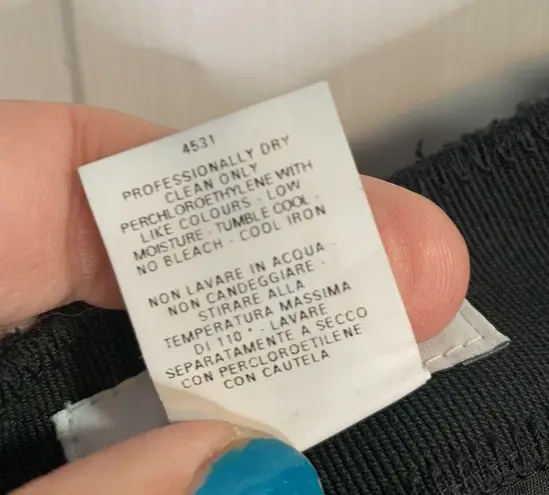 4531
PROFESSIONALLY DRY
CLEAN ONLY
PERCHLOROETHYLENE WITH
LIKE COLOURS - LOW
MOISTURE - TUMBLE COOL -
NO BLEACH - COOL IRON
NON LAVARE IN ACQUA -
NON CANDEGGIARE -
STIRARE ALLA
TEMPERATURA MASSIMA
DI 110° - LAVARE
SEPARATAMENTE A SECCO
CON PERCLOROETILENE
CON CAUTELA